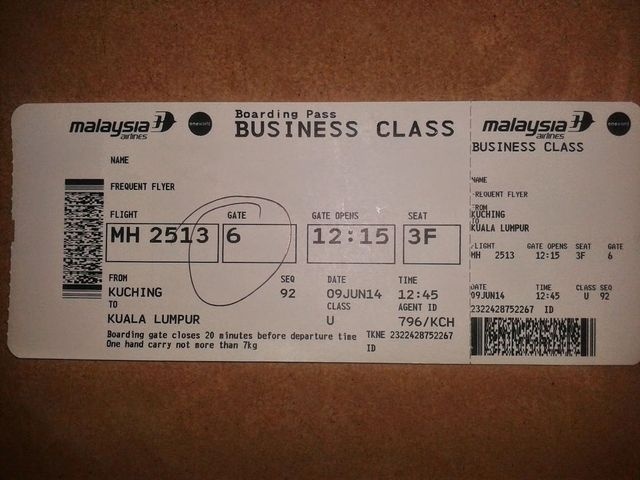 malaysia airlines
oneworld
Boarding Pass
BUSINESS CLASS
NAME
FREQUENT FLYER
FLIGHT GATE GATE OPENS SEAT
MH 2513 6 12:15 3F
FROM SEQ DATE TIME
KUCHING 92 09JUN14 12:45
TO CLASS AGENT ID
KUALA LUMPUR U 796/KCH
Boarding gate closes 20 minutes before departure time TKNE 2322428752267
One hand carry not more than 7kg ID
malaysia airlines
oneworld
BUSINESS CLASS
NAME
REQUENT FLYER
ROM
KUCHING
TO
KUALA LUMPUR
LIGHT GATE OPENS SEAT GATE
MH 2513 12:15 3F 6
DATE TIME CLASS SEQ
09JUN14 12:45 U 92
2322428752267 ID